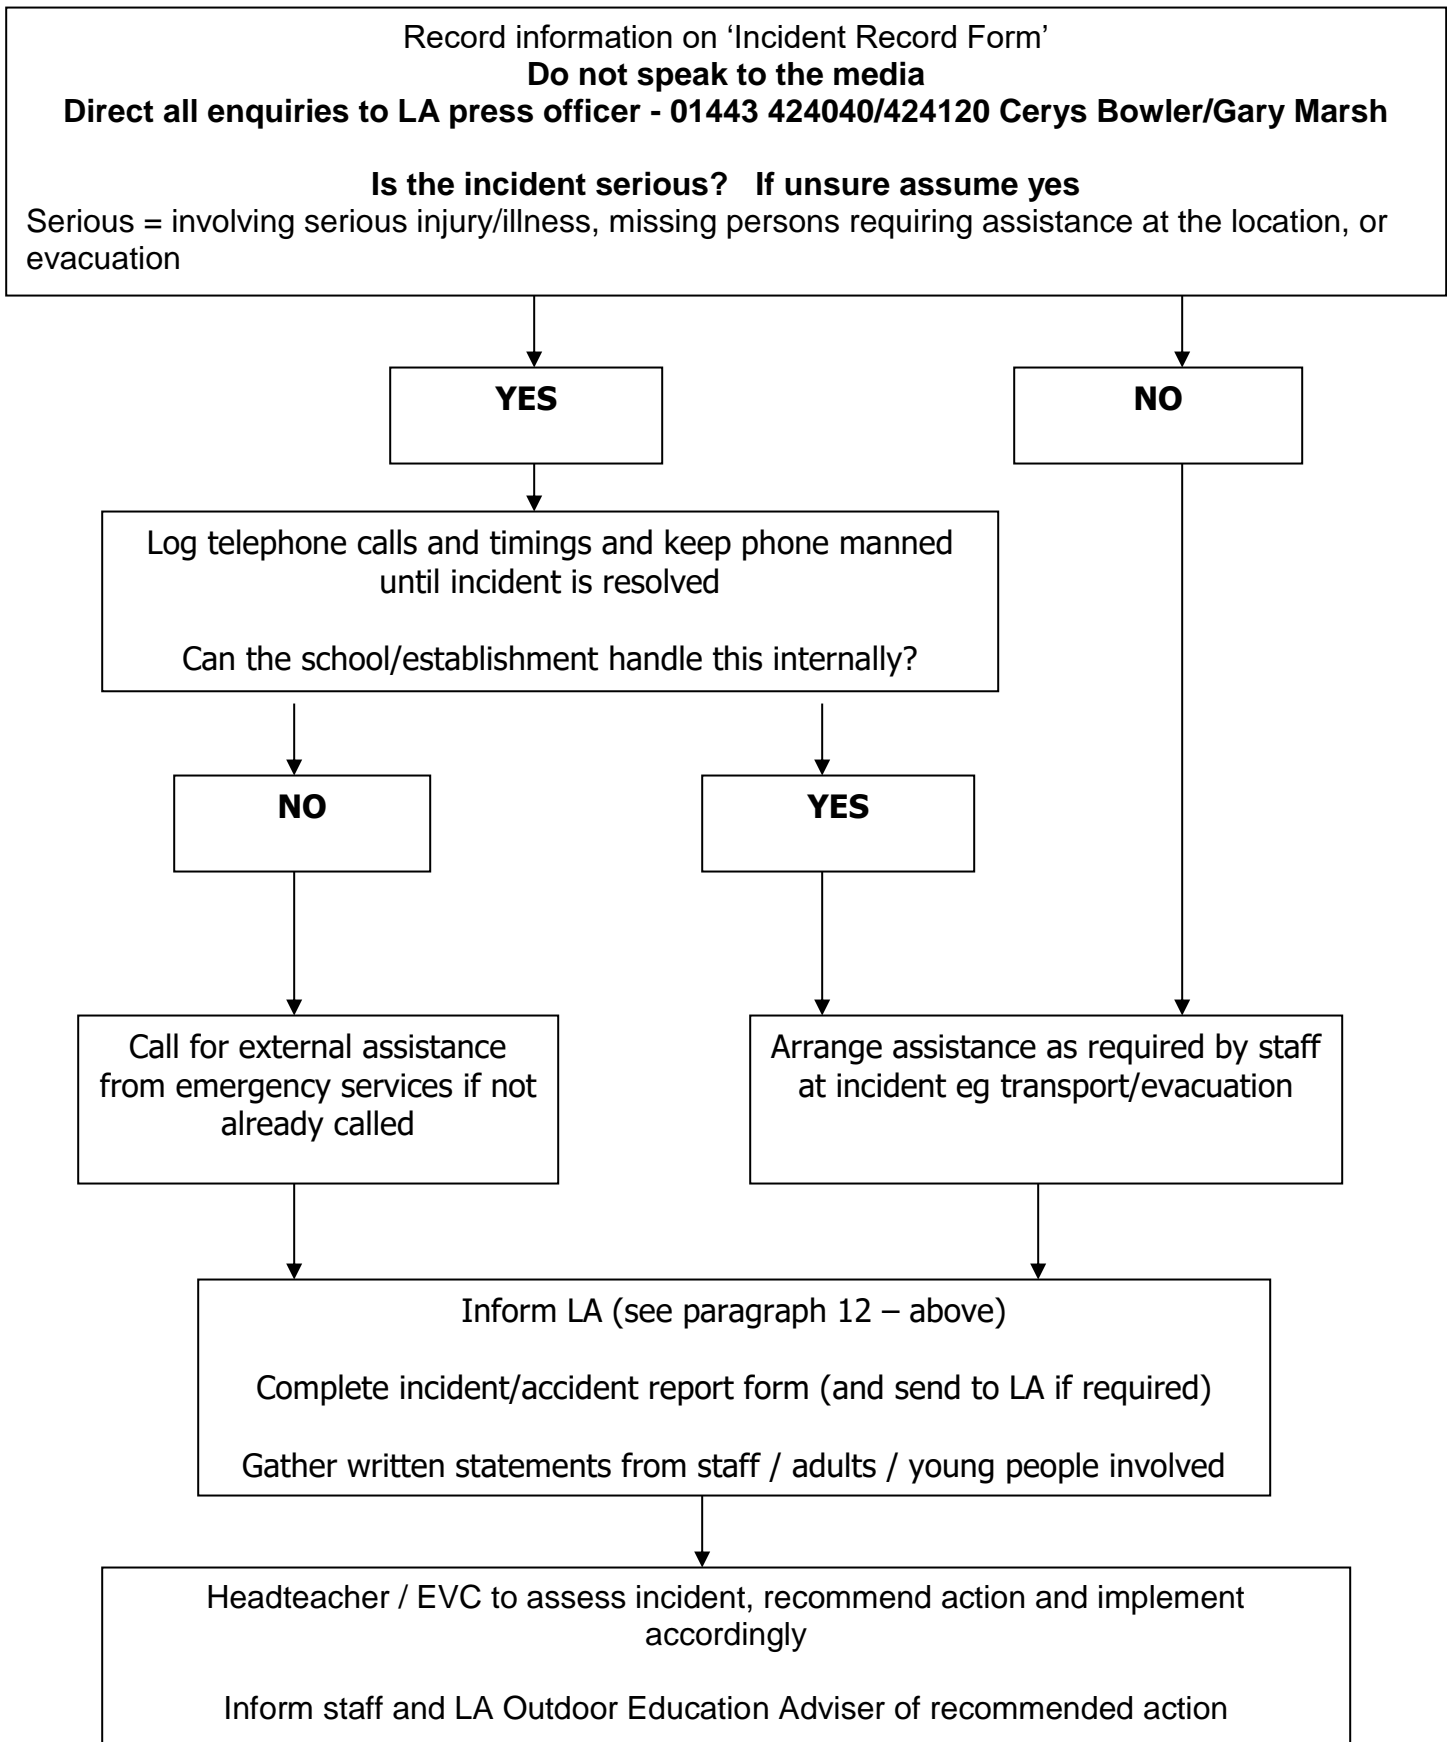 Record information on ‘Incident Record Form’
Do not speak to the media
Direct all enquiries to LA press officer - 01443 424040/424120 Cerys Bowler/Gary Marsh
Is the incident serious?   If unsure assume yes
Serious = involving serious injury/illness, missing persons requiring assistance at the location, or
evacuation
YES
NO
Log telephone calls and timings and keep phone manned
until incident is resolved
Can the school/establishment handle this internally?
NO
YES
Call for external assistance
from emergency services if not
already called
Arrange assistance as required by staff
at incident eg transport/evacuation
Inform LA (see paragraph 12 – above)
Complete incident/accident report form (and send to LA if required)
Gather written statements from staff / adults / young people involved
Headteacher / EVC to assess incident, recommend action and implement
accordingly
Inform staff and LA Outdoor Education Adviser of recommended action